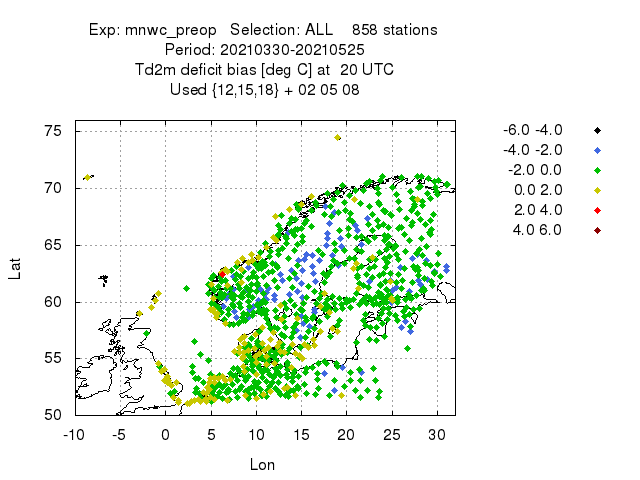 Exp: mnwc_preop   Selection: ALL    858 stations
Period: 20210330-20210525
Td2m deficit bias [deg C] at  20 UTC
Used {12,15,18} + 02 05 08
-6.0 -4.0
-4.0 -2.0
-2.0 0.0
0.0 2.0
2.0 4.0
4.0 6.0
75
70
65
60
55
50
Lat
-10 -5 0 5 10 15 20 25 30
Lon